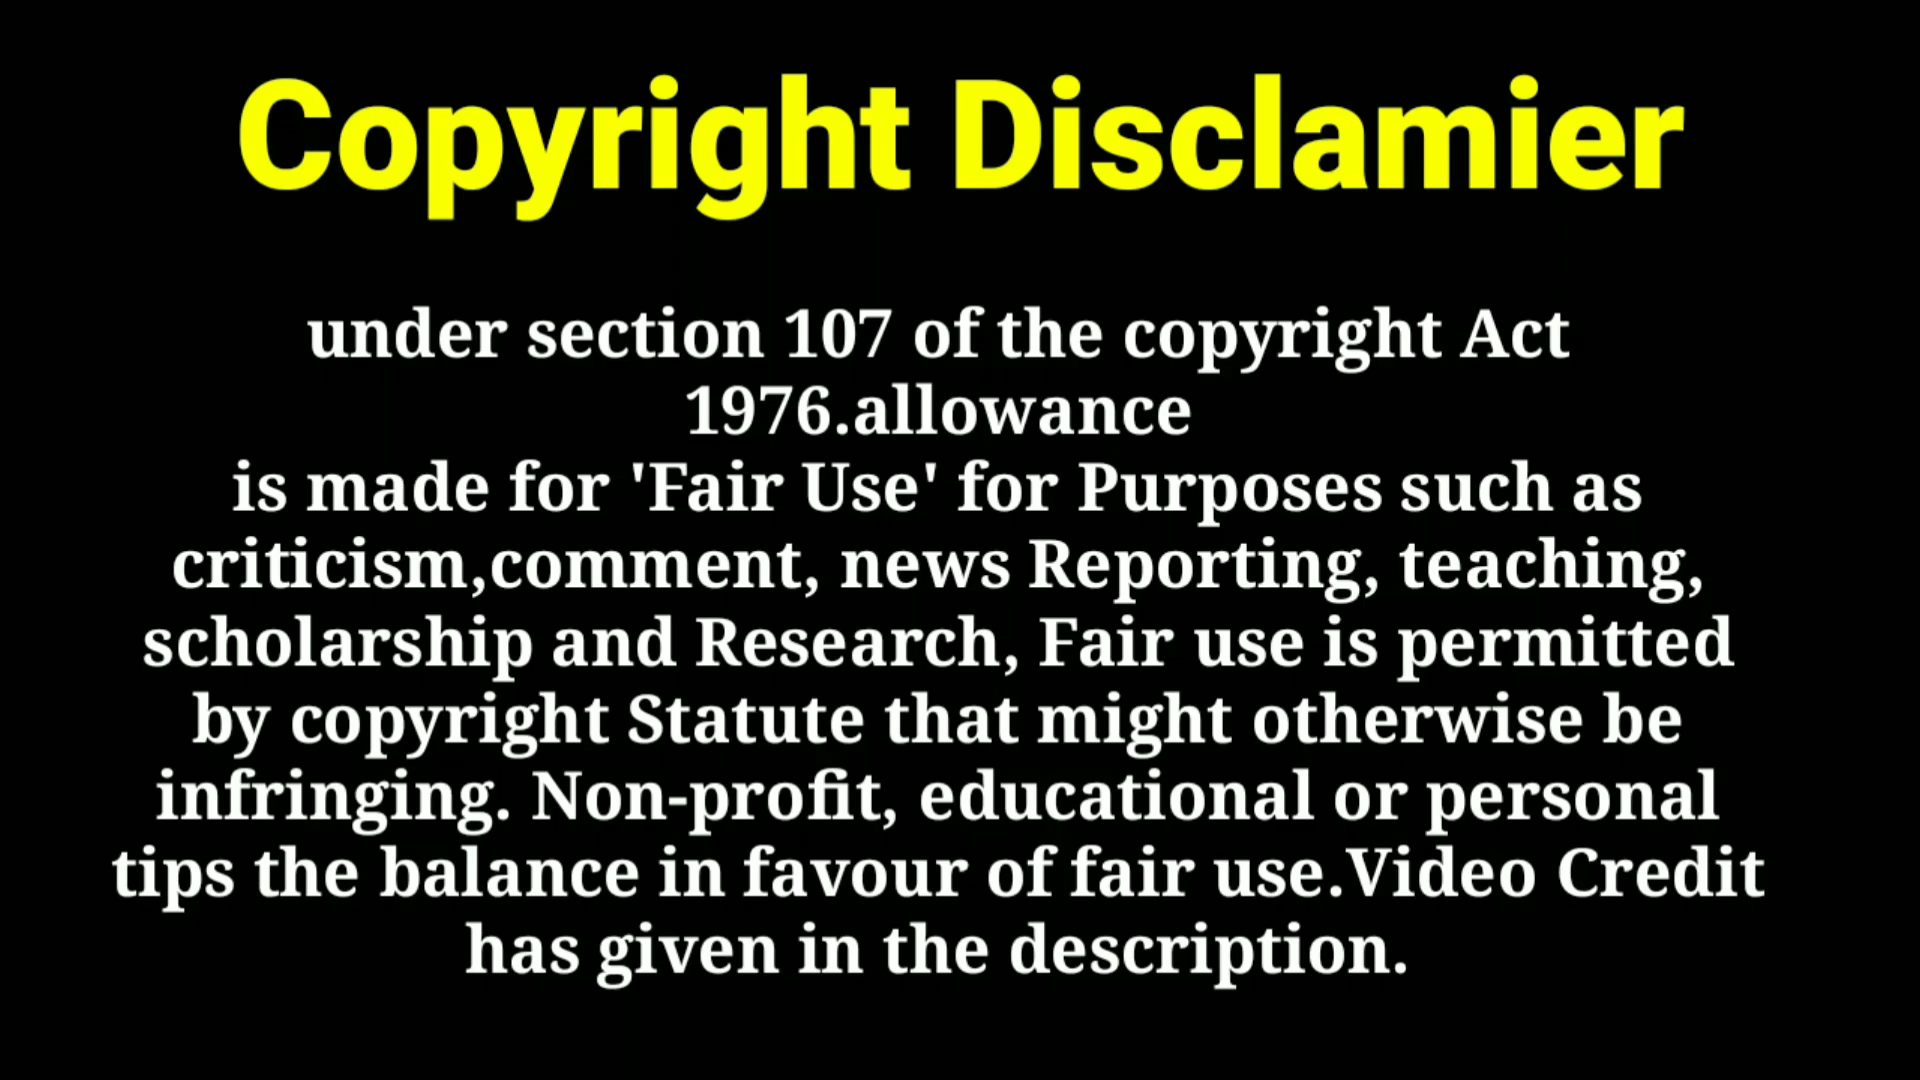 Copyright Disclamier
under section 107 of the copyright Act
1976.allowance
is made for 'Fair Use' for Purposes such as
criticism,comment, news Reporting, teaching,
scholarship and Research, Fair use is permitted
by copyright Statute that might otherwise be
infringing. Non-profit, educational or personal
tips the balance in favour of fair use.Video Credit
has given in the description.